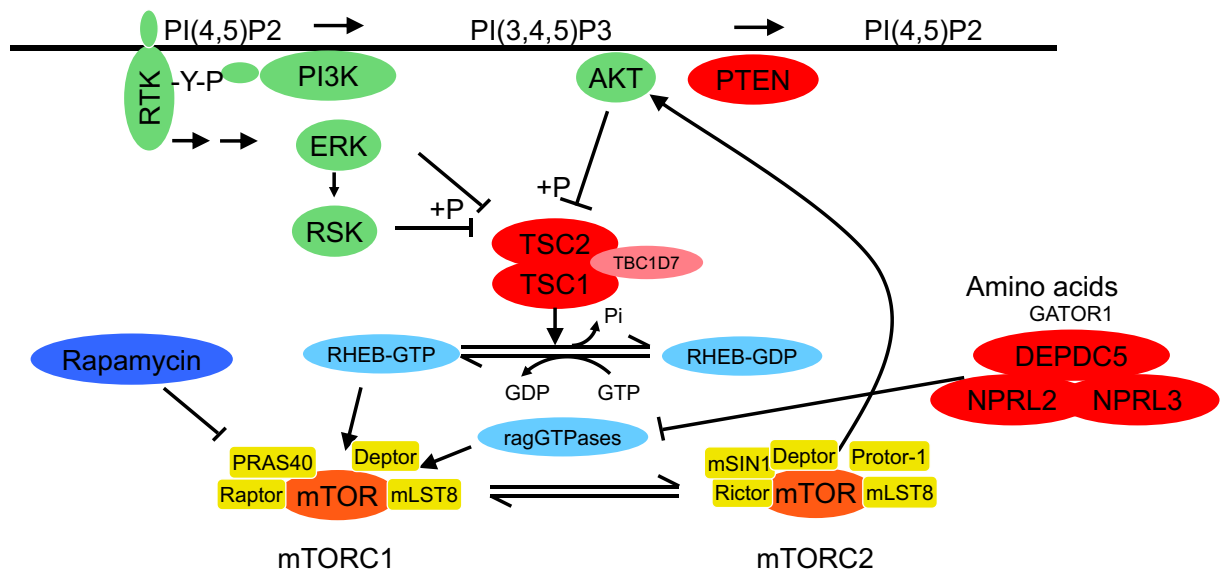 PI(4,5)P2
PI(3,4,5)P3
PI(4,5)P2
RTK
-Y-P
PI3K
AKT
PTEN
ERK
+P
+P
RSK
TSC2
TBC1D7
TSC1
Amino acids
GATOR1
Pi
Rapamycin
RHEB-GTP
RHEB-GDP
DEPDC5
GDP
GTP
NPRL2
NPRL3
ragGTPases
PRAS40
Deptor
Raptor
mTOR
mLST8
mSIN1
Deptor
Protor-1
Rictor
mTOR
mLST8
mTORC1
mTORC2